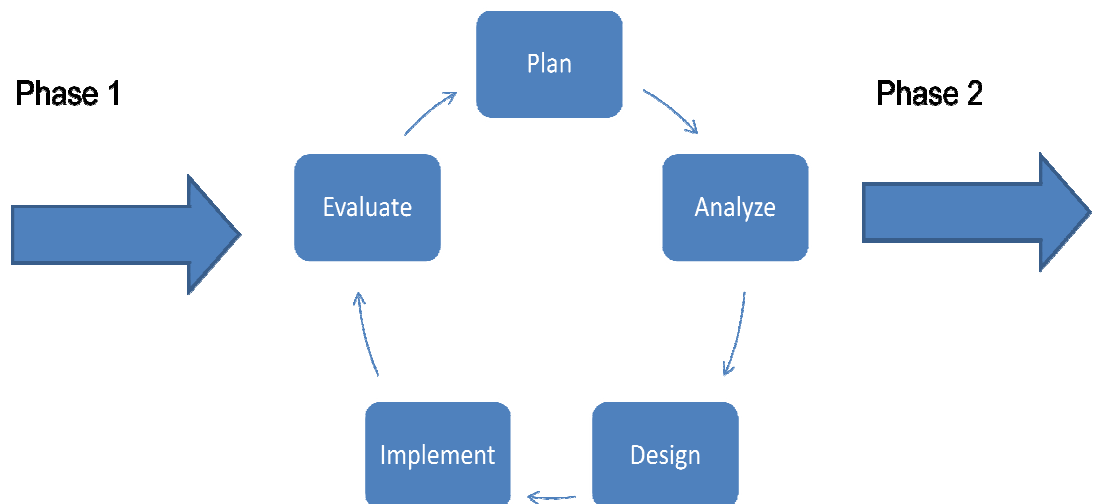 Plan
Phase 1
Phase 2
Evaluate
Analyze
Implement
Design